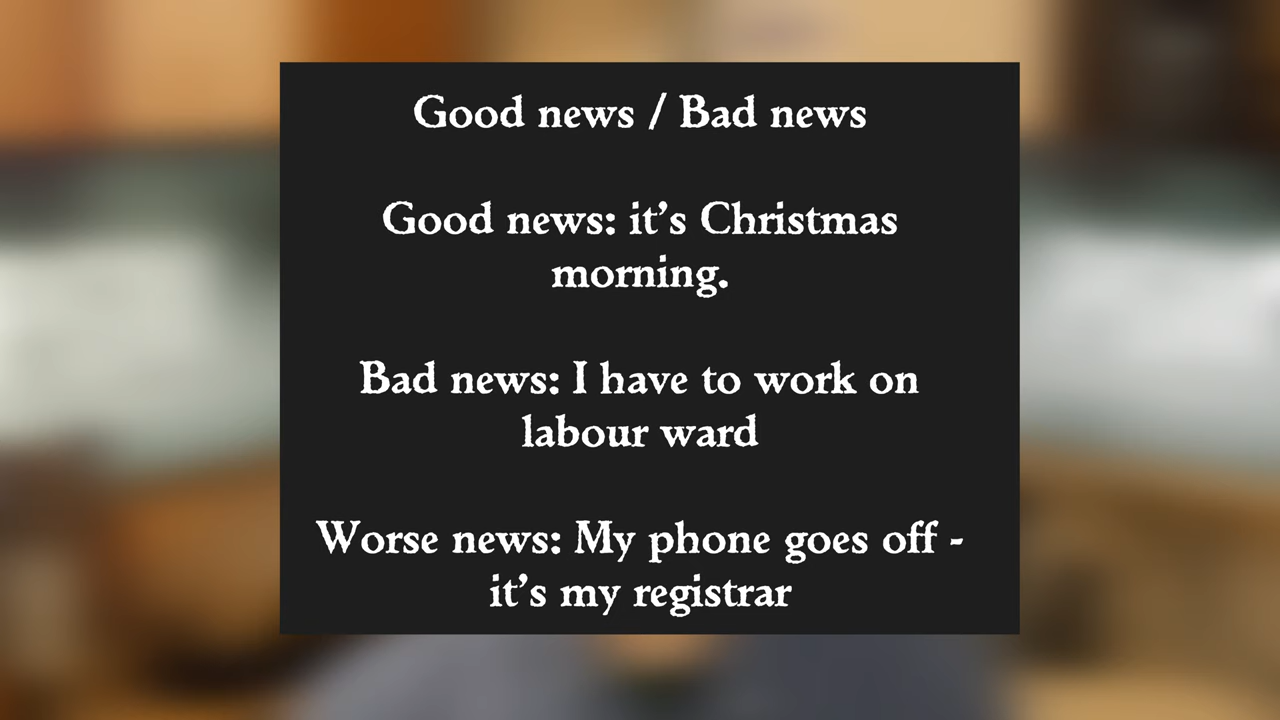 Good news / Bad news
Good news: it’s Christmas
morning.
Bad news: I have to work on
labour ward
Worse news: My phone goes off -
it’s my registrar